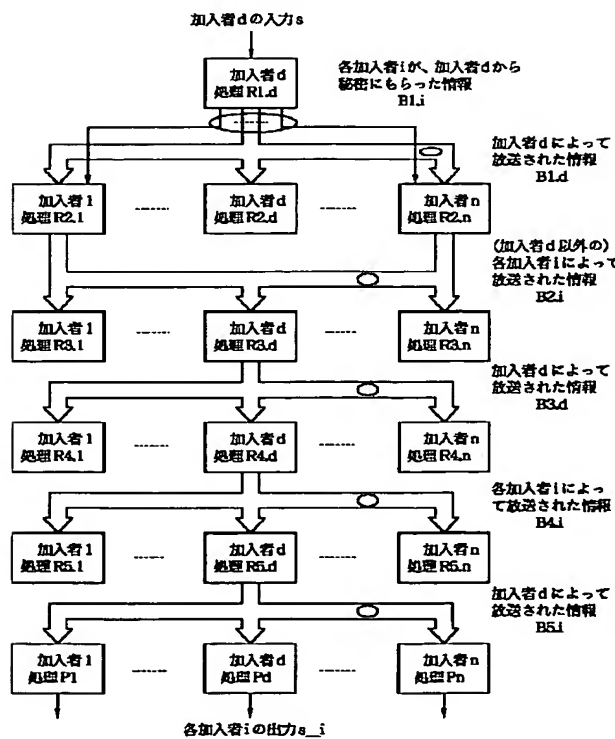 加入者dの入力s
加入者d
処理R1.d
各加入者iが、加入者dから
秘密にもらった情報
B1.i
加入者dによって
放送された情報
B1.d
加入者1
処理R2.1
加入者d
処理R2.d
加入者n
処理R2.n
(加入者d以外の)
各加入者iによって
放送された情報
B2.i
加入者1
処理R3.1
加入者d
処理R3.d
加入者n
処理R3.n
加入者dによって
放送された情報
B3.d
加入者1
処理R4.1
加入者d
処理R4.d
加入者n
処理R4.n
各加入者iによっ
て放送された情報
B4.i
加入者1
処理R5.1
加入者d
処理R5.d
加入者n
処理R5.n
加入者dによって
放送された情報
B5.i
加入者1
処理P1
加入者d
処理Pd
加入者n
処理Pn
各加入者iの出力s_i